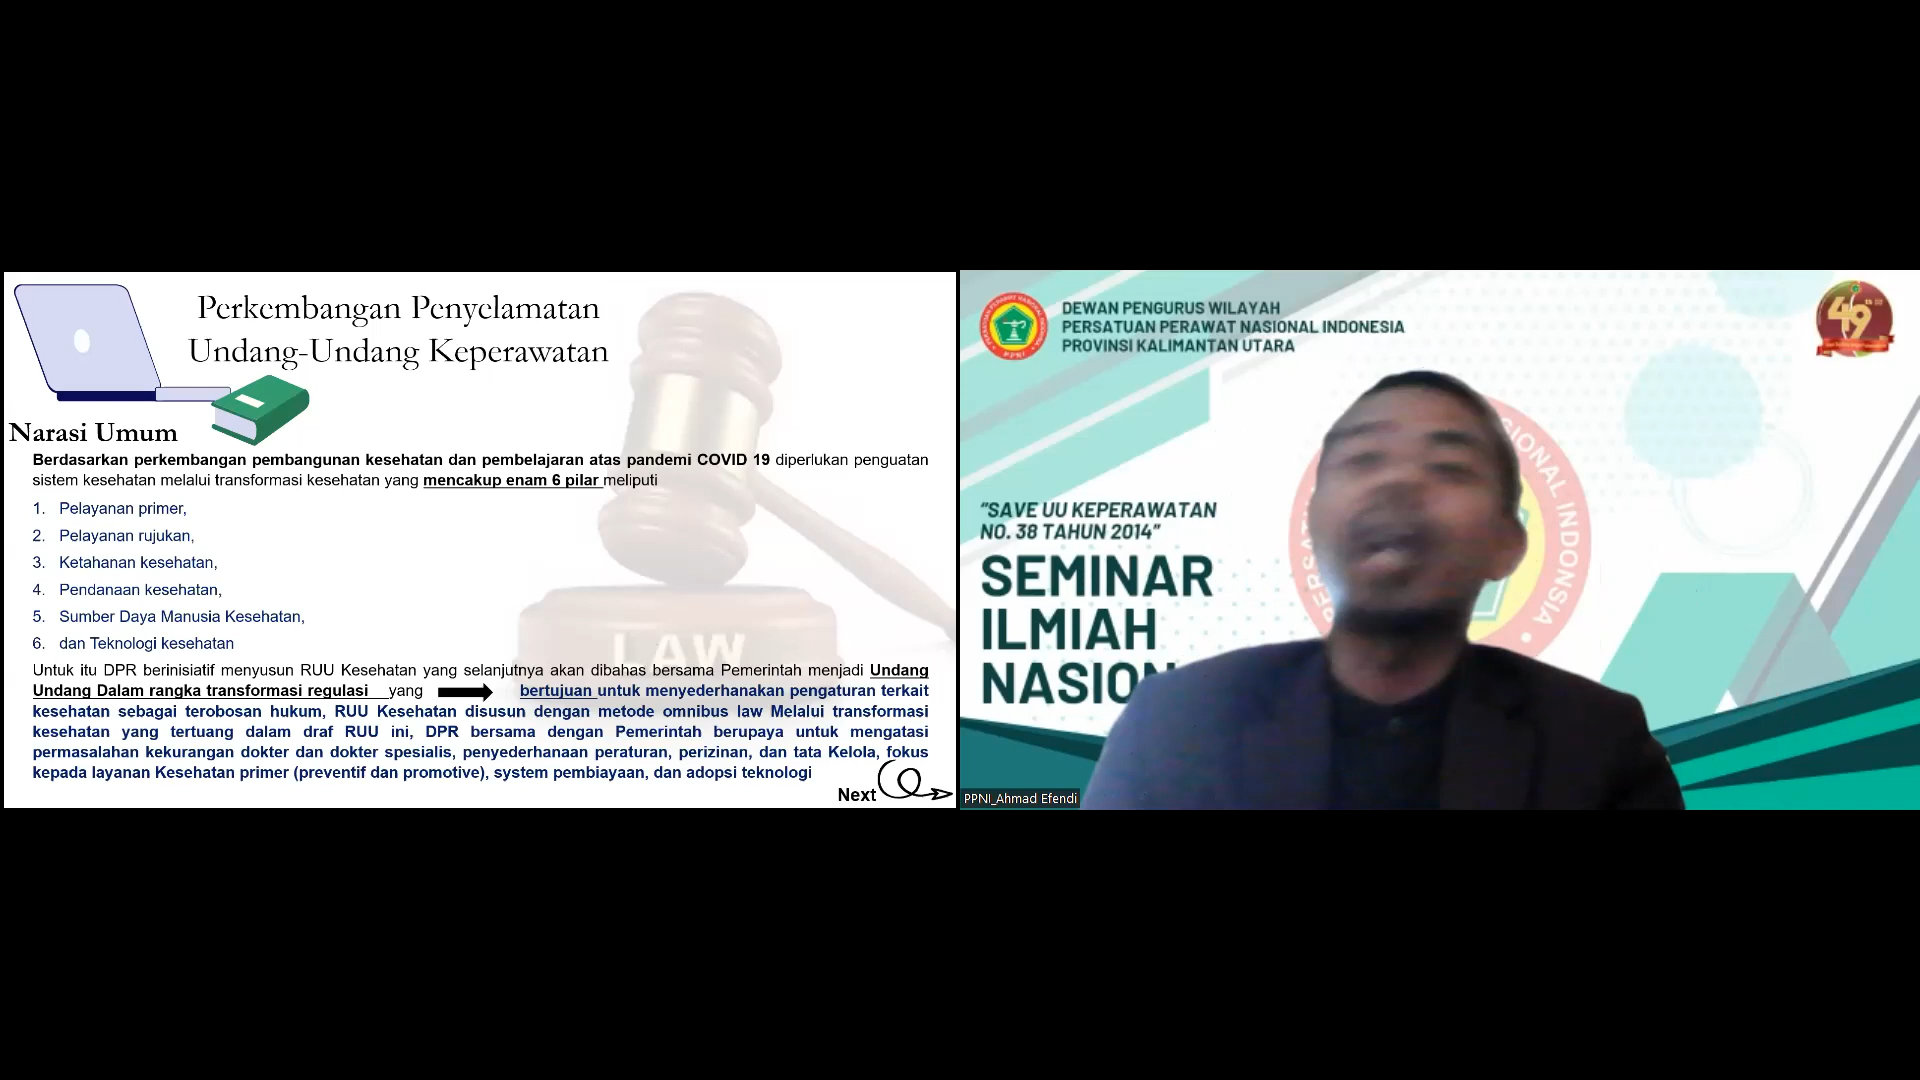 Perkembangan Penyelamatan
Undang-Undang Keperawatan
Narasi Umum
Berdasarkan perkembangan pembangunan kesehatan dan pembelajaran atas pandemi COVID 19 diperlukan penguatan
sistem kesehatan melalui transformasi kesehatan yang mencakup enam 6 pilar meliputi
1. Pelayanan primer,
2. Pelayanan rujukan,
3. Ketahanan kesehatan,
4. Pendanaan kesehatan,
5. Sumber Daya Manusia Kesehatan,
6. dan Teknologi kesehatan
LAW
Untuk itu DPR berinisiatif menyusun RUU Kesehatan yang selanjutnya akan dibahas bersama Pemerintah menjadi Undang
Undang Dalam rangka transformasi regulasi yang bertujuan untuk menyederhanakan pengaturan terkait
kesehatan sebagai terobosan hukum, RUU Kesehatan disusun dengan metode omnibus law Melalui transformasi
kesehatan yang tertuang dalam draf RUU ini, DPR bersama dengan Pemerintah berupaya untuk mengatasi
permasalahan kekurangan dokter dan dokter spesialis, penyederhanaan peraturan, perizinan, dan tata Kelola, fokus
kepada layanan Kesehatan primer (preventif dan promotive), system pembiayaan, dan adopsi teknologi
Next
DEWAN PENGURUS WILAYAH
PERSATUAN PERAWAT NASIONAL INDONESIA
PROVINSI KALIMANTAN UTARA
49
"SAVE UU KEPERAWATAN
NO. 38 TAHUN 2014"
SEMINAR
ILMIAH
NASION
INDONESIA
PPNI_Ahmad Efendi